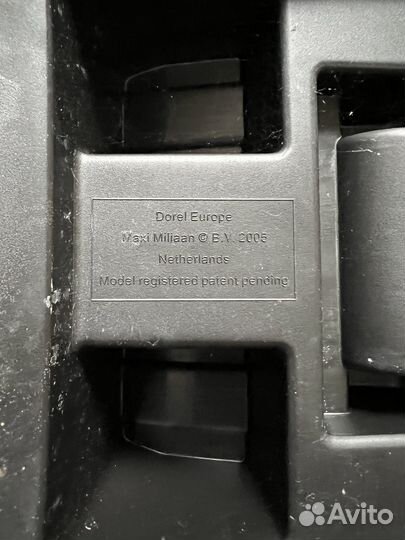 Dorel Europe
Maxi Miliaan © B.V. 2005
Netherlands
Model registered patent pending
Avito